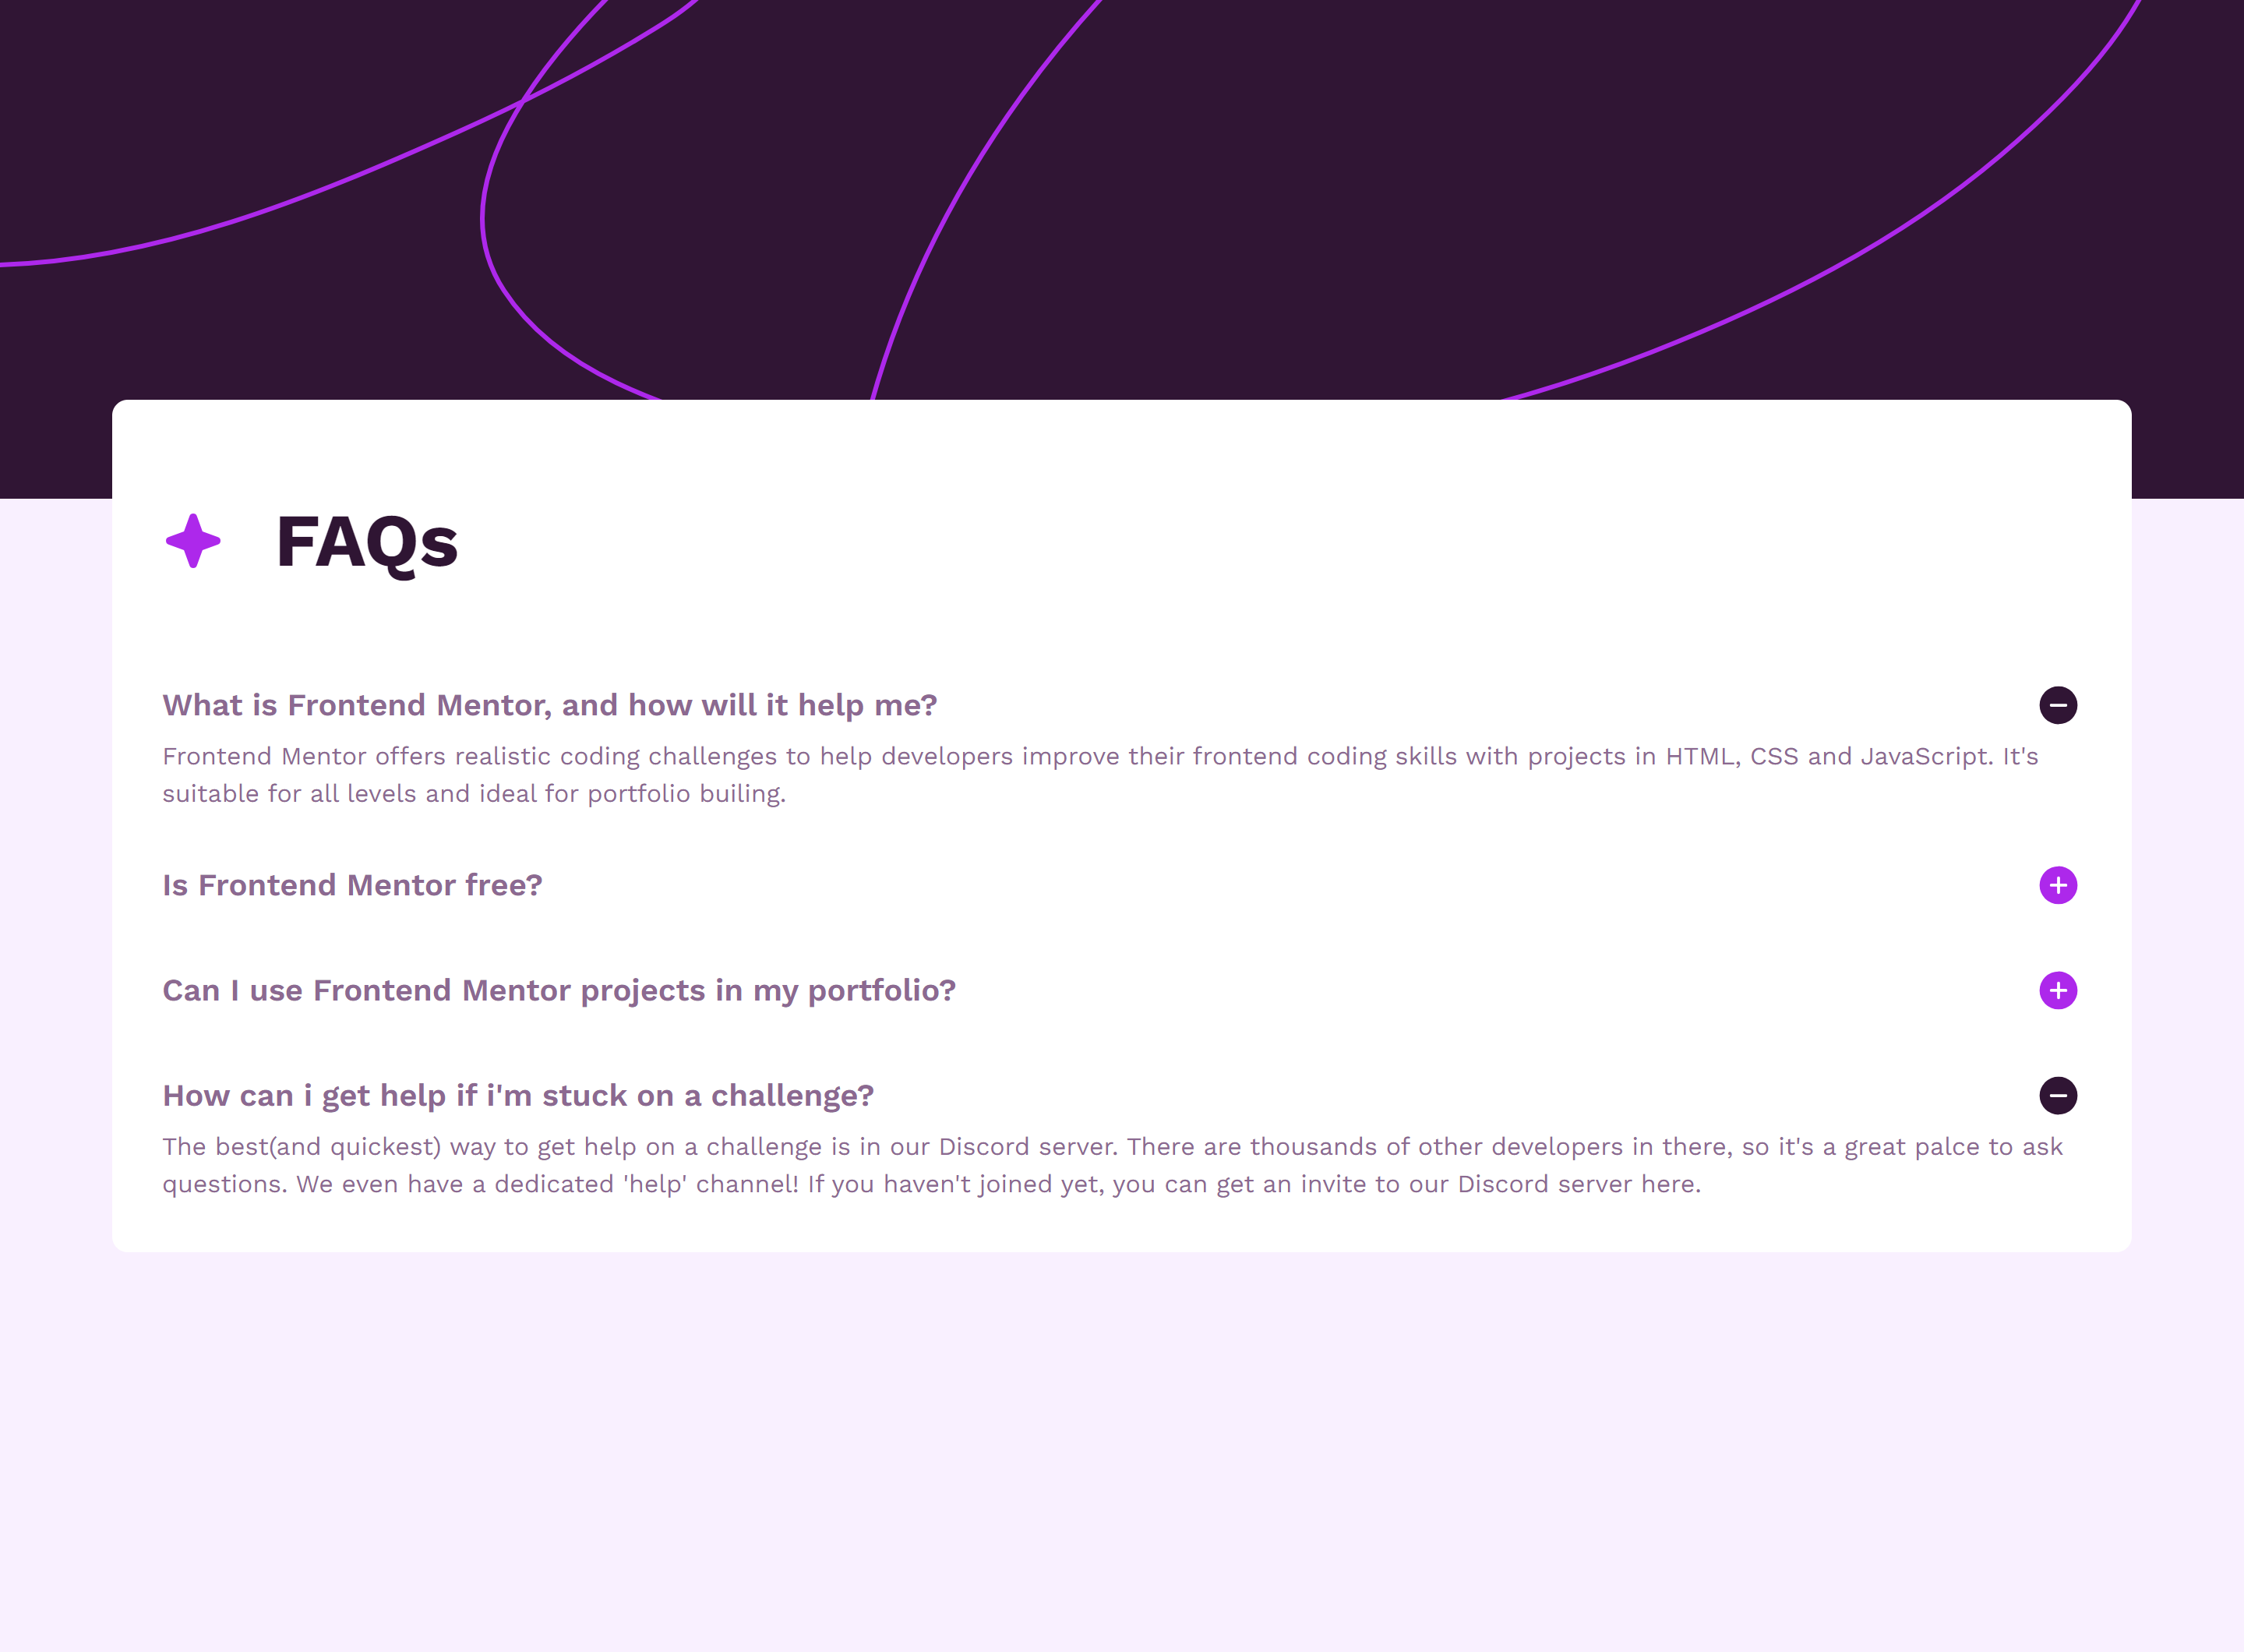 FAQs
What is Frontend Mentor, and how will it help me?
Frontend Mentor offers realistic coding challenges to help developers improve their frontend coding skills with projects in HTML, CSS and JavaScript. It's
suitable for all levels and ideal for portfolio builing.
Is Frontend Mentor free?
Can I use Frontend Mentor projects in my portfolio?
How can i get help if i'm stuck on a challenge?
The best(and quickest) way to get help on a challenge is in our Discord server. There are thousands of other developers in there, so it's a great palce to ask
questions. We even have a dedicated 'help' channel! If you haven't joined yet, you can get an invite to our Discord server here.